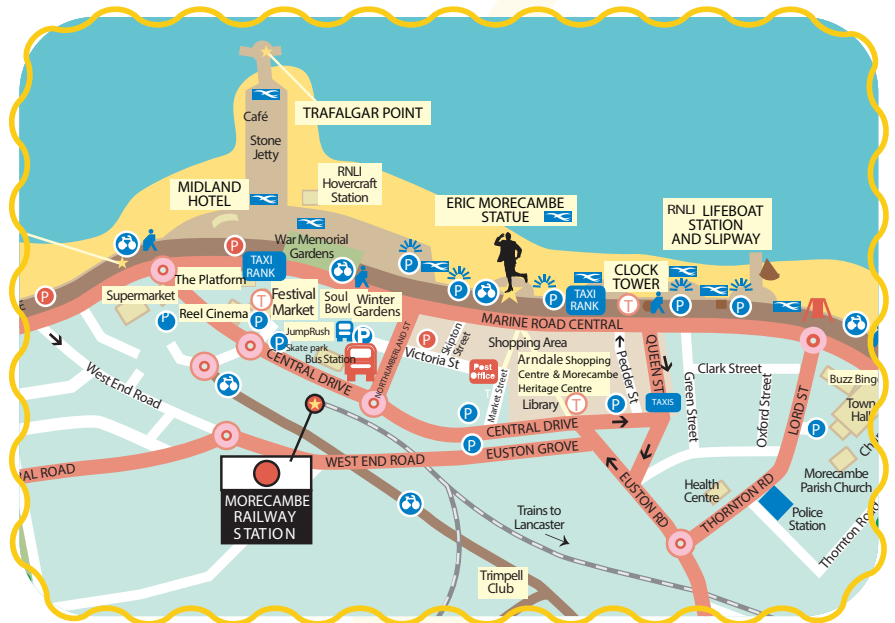 TRAFALGAR POINT
Café
Stone
Jetty
RNLI
Hovercraft
Station
MIDLAND
HOTEL
ERIC MORECAMBE
STATUE
RNLI LIFEBOAT
STATION
AND SLIPWAY
War Memorial
Gardens
P
TAXI
RANK
P
The Platform
CLOCK
TOWER
P
Supermarket
Festival
Market
T
Soul
Bowl
Winter
Gardens
P
P
TAXI
RANK
T
P
P
P
Reel Cinema
P
P
MARINE ROAD CENTRAL
JumpRush
Skate park
P
P
Bus Station
NORTHUMBERLAND ST
P
Skipton
Street
Victoria St
Shopping Area
Post
Office
Arndale Shopping
Centre & Morecambe
Heritage Centre
Market Street
Library
T
P
Pedder St
QUEEN ST
TAXIS
Green Street
Clark Street
Oxford Street
LORD ST
Buzz Bing
Town
Hall
P
West End Road
CENTRAL DRIVE
P
CENTRAL DRIVE
P
EUSTON GROVE
WEST END ROAD
RAL ROAD
EUSTON RD
THORNTON RD
Health
Centre
Morecambe
Parish Church
Police
Station
Thornton Road
MORECAMBE
RAILWAY
STATION
Trains to
Lancaster
Trimpell
Club